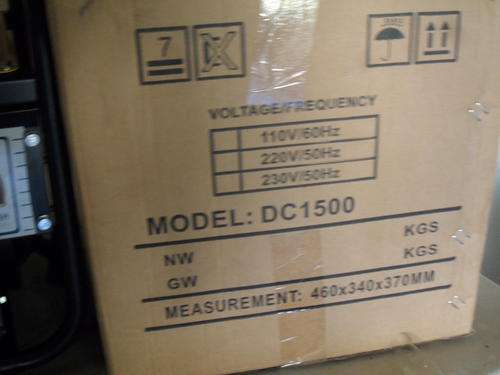 7
VOLTAGE/FREQUENCY
110V/60Hz
220V/50Hz
230V/50Hz
MODEL: DC1500
NW KGS
GW KGS
MEASUREMENT: 460x340x370MM